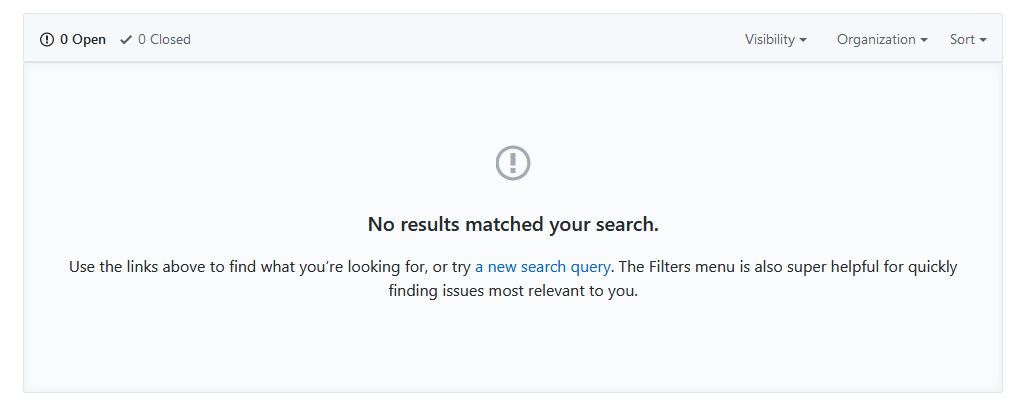 0 Open 0 Closed Visibility Organization Sort
No results matched your search.
Use the links above to find what you’re looking for, or try a new search query. The Filters menu is also super helpful for quickly
finding issues most relevant to you.